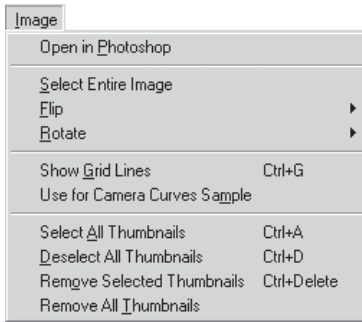 Image
Open in Photoshop
Select Entire Image
Flip
Rotate
Show Grid Lines Ctrl+G
Use for Camera Curves Sample
Select All Thumbnails Ctrl+A
Deselect All Thumbnails Ctrl+D
Remove Selected Thumbnails Ctrl+Delete
Remove All Thumbnails